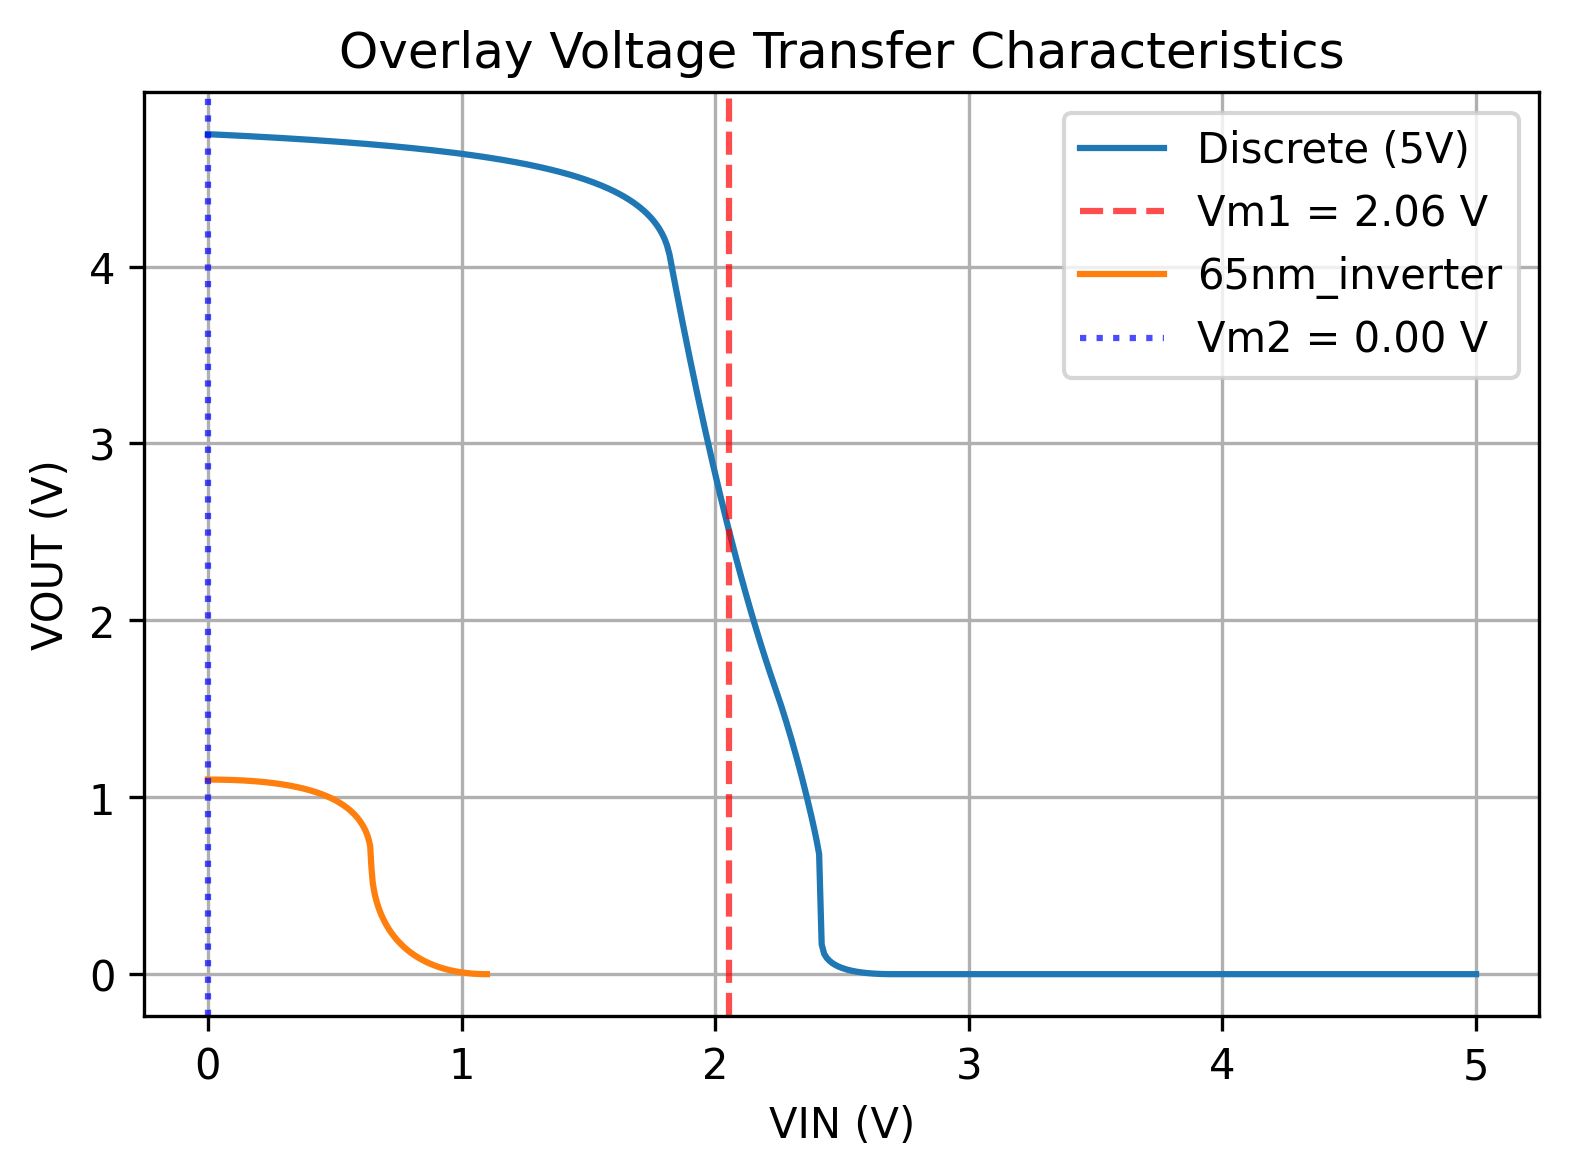 Overlay Voltage Transfer Characteristics
Discrete (5V)
Vm1 = 2.06 V
65nm_inverter
Vm2 = 0.00 V
VOUT (V)
4
3
2
1
0
0 1 2 3 4 5
VIN (V)